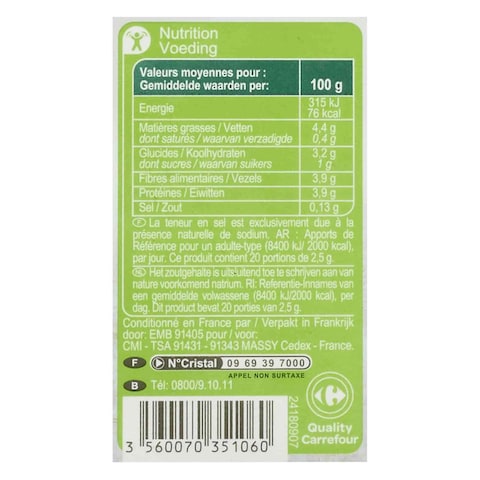 Nutrition
Voeding
Valeurs moyennes pour :
Gemiddelde waarden per: 100 g
Energie 315 kJ
76 kcal
Matières grasses / Vetten 4,4 g
dont saturés / waarvan verzadigde 0,4 g
Glucides / Koolhydraten 3,2 g
dont sucres / waarvan suikers 1 g
Fibres alimentaires / Vezels 3,9 g
Protéines / Eiwitten 3,9 g
Sel / Zout 0,13 g
FR La teneur en sel est exclusivement due à la
présence naturelle de sodium. AR : Apports de
Référence pour un adulte-type (8400 kJ/ 2000 kcal),
par jour. Ce produit contient 20 portions de 2,5 g.
NL Het zoutgehalte is uitsluitend toe te schrijven aan van
nature voorkomend natrium. RI: Referentie-Innames van
een gemiddelde volwassene (8400 kJ/2000 kcal), per
dag. Dit product bevat 20 porties van 2,5 g.
Conditionné en France par / Verpakt in Frankrijk
door: EMB 91405 pour / voor:
CMI - TSA 91431 - 91343 MASSY Cedex - France.
F N°Cristal 09 69 39 7000
APPEL NON SURTAXE
B Tél: 0800/9.10.11
3 560070 351060
24160907
Quality
Carrefour